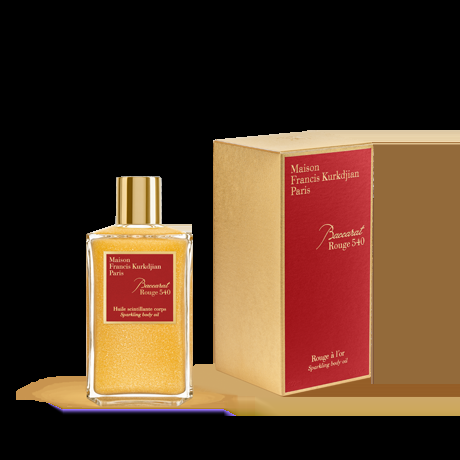 Maison
Francis Kurkdjian
Paris
Baccarat
Rouge 540
Huile scintillante corps
Sparkling body oil
Maison
Francis Kurkdjian
Paris
Baccarat
Rouge 540
Rouge à l'or
Sparkling body oil